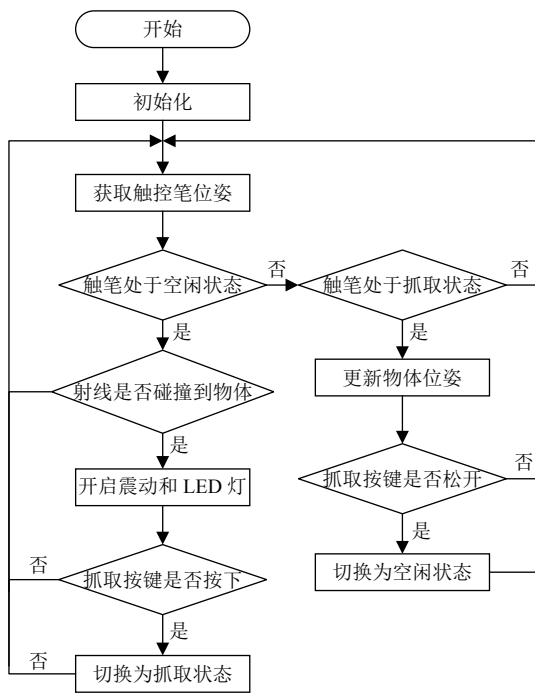 开始
初始化
获取触控笔位姿
触笔处于空闲状态
否
触笔处于抓取状态
否
是
是
射线是否碰撞到物体
更新物体位姿
是
开启震动和 LED 灯
抓取按键是否松开
否
是
否
抓取按键是否按下
切换为空闲状态
是
否
切换为抓取状态